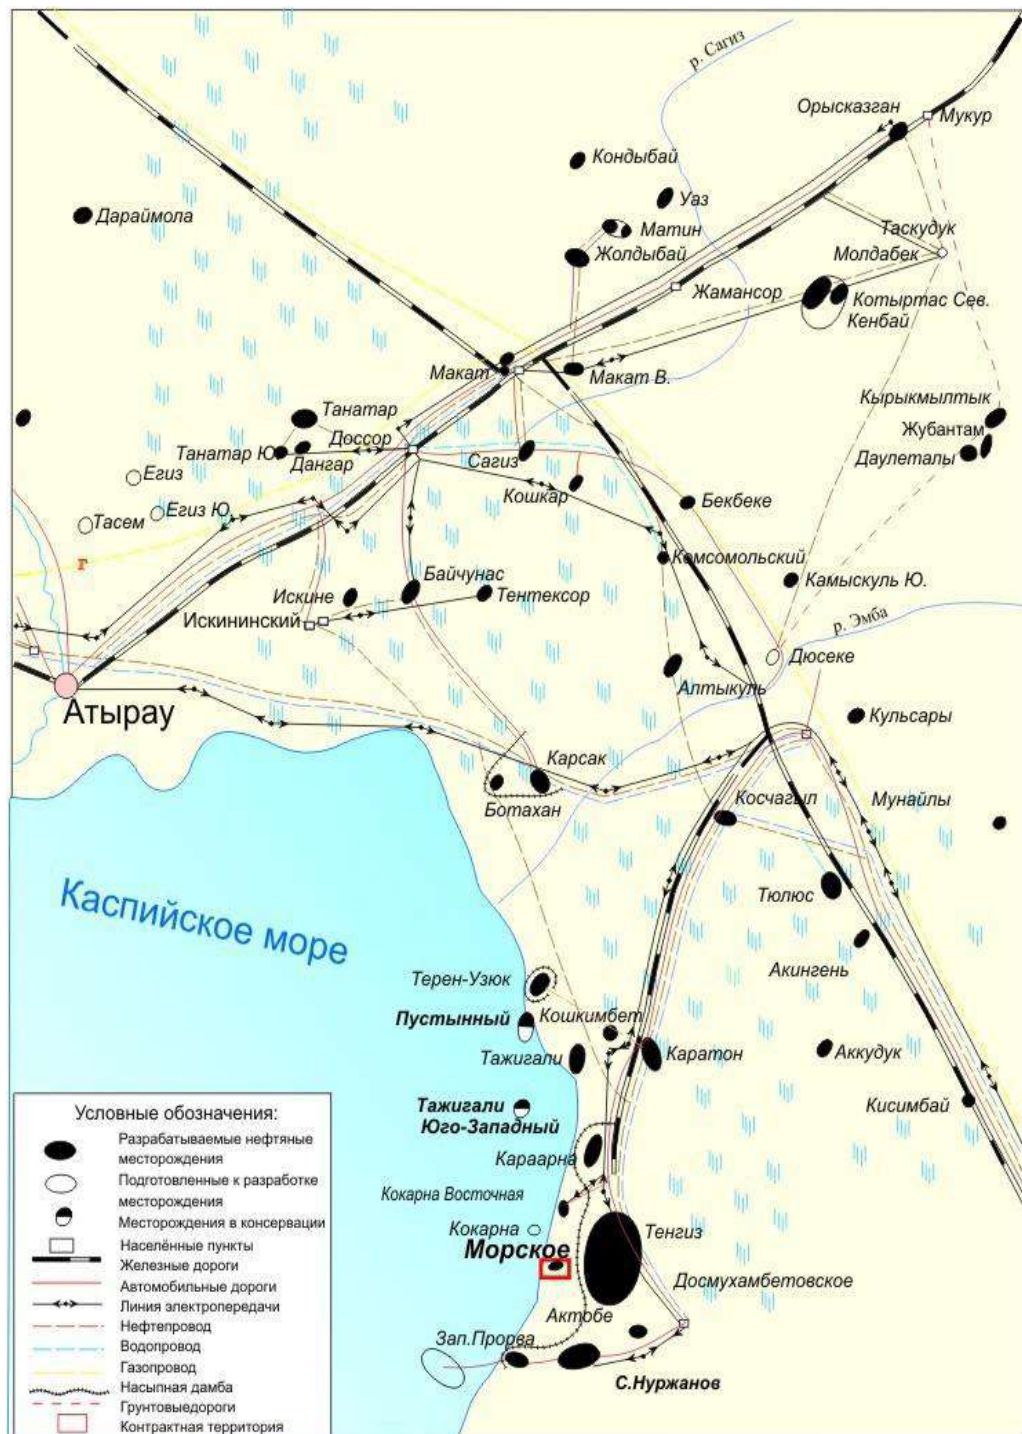 р. Сагиз
Орысказган
Мукур
Кондыбай
Уаз
Дараймола
Матин
Таскудук
Жолдыбай
Молдабек
Жамансор
Котыртас Сев.
Кенбай
Макат
Макат В.
Кырыкмылтык
Танатар
Жубантам
Доссор
Танатар Ю
Дангар
Сагиз
Даулеталы
Егиз
Кошкар
Бекбеке
Егиз Ю.
Тасем
Комсомольский
г
Байчунас
Камыскуль Ю.
Искине
Тентексор
Искининский
р. Эмба
Дюсеке
Алтыкуль
Атырау
Кульсары
Карсак
Косчагыл
Мунайлы
Ботахан
Каспийское море
Тюлюс
Акингень
Терен-Узюк
Пустынный
Кошкимбет
Тажигали
Каратон
Аккудук
Тажигали
Юго-Западный
Кисимбай
Караарна
Кокарна Восточная
Кокарна
Тенгиз
Морское
Досмухамбетовское
Актобе
Зап.Прорва
С.Нуржанов
Условные обозначения:
Разрабатываемые нефтяные
месторождения
Подготовленные к разработке
месторождения
Месторождения в консервации
Населённые пункты
Железные дороги
Автомобильные дороги
Линия электропередачи
Нефтепровод
Водопровод
Газопровод
Насыпная дамба
Грунтовыедороги
Контрактная территория